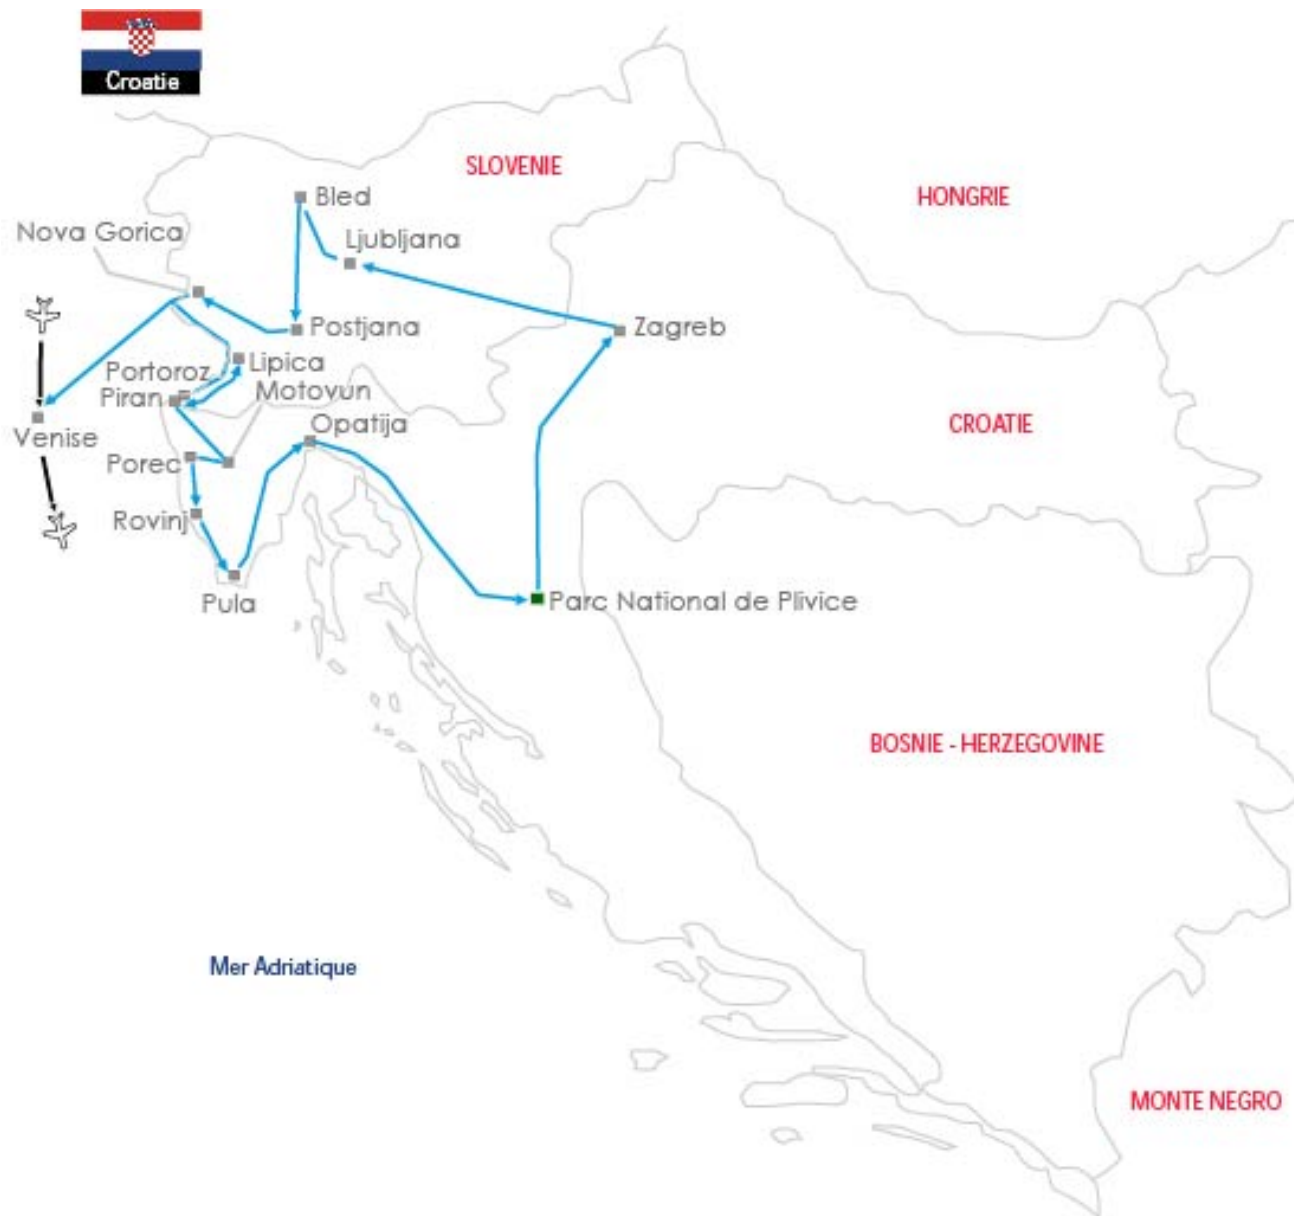 Croatie
SLOVENIE
Bled
HONGRIE
Nova Gorica
Ljubljana
Postjana
Zagreb
Lipica
Portoroz
Motovun
Piran
Opatija
CROATIE
Venise
Porec
Rovinj
Pula
Parc National de Plivice
BOSNIE - HERZEGOVINE
Mer Adriatique
MONTE NEGRO